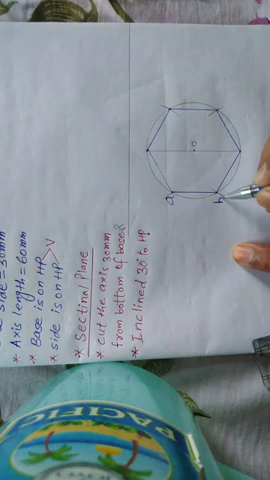 side = 30mm
* Axis length = 60mm
* Base is on HP
* side is on HP > V
* Sectinal Plane
* cut the axis 30mm
from bottom of base
* Inclined 30 to HP
o
a
b
PACIFIC